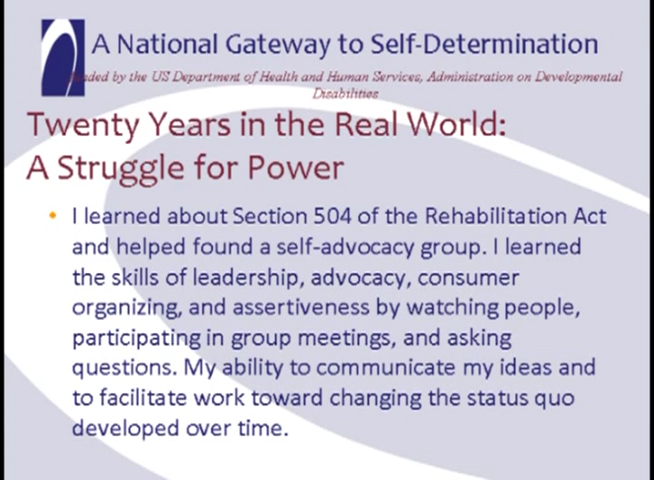 A National Gateway to Self-Determination
Funded by the US Department of Health and Human Services, Administration on Developmental
Disabilities
Twenty Years in the Real World:
A Struggle for Power
• I learned about Section 504 of the Rehabilitation Act
and helped found a self-advocacy group. I learned
the skills of leadership, advocacy, consumer
organizing, and assertiveness by watching people,
participating in group meetings, and asking
questions. My ability to communicate my ideas and
to facilitate work toward changing the status quo
developed over time.